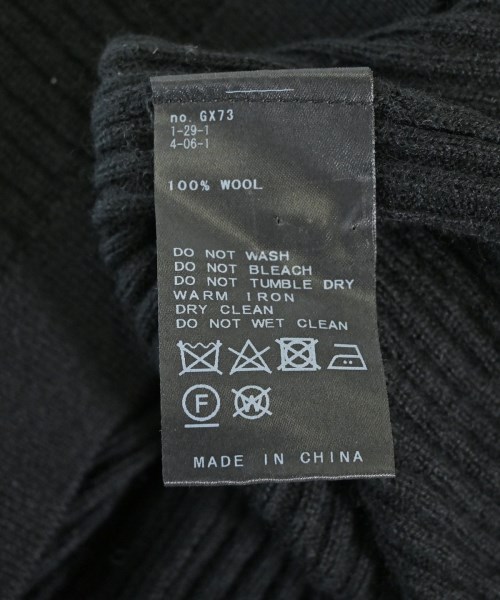 no. GX73
1-29-1
4-06-1
100% WOOL
DO NOT WASH
DO NOT BLEACH
DO NOT TUMBLE DRY
WARM IRON
DRY CLEAN
DO NOT WET CLEAN
F W
MADE IN CHINA